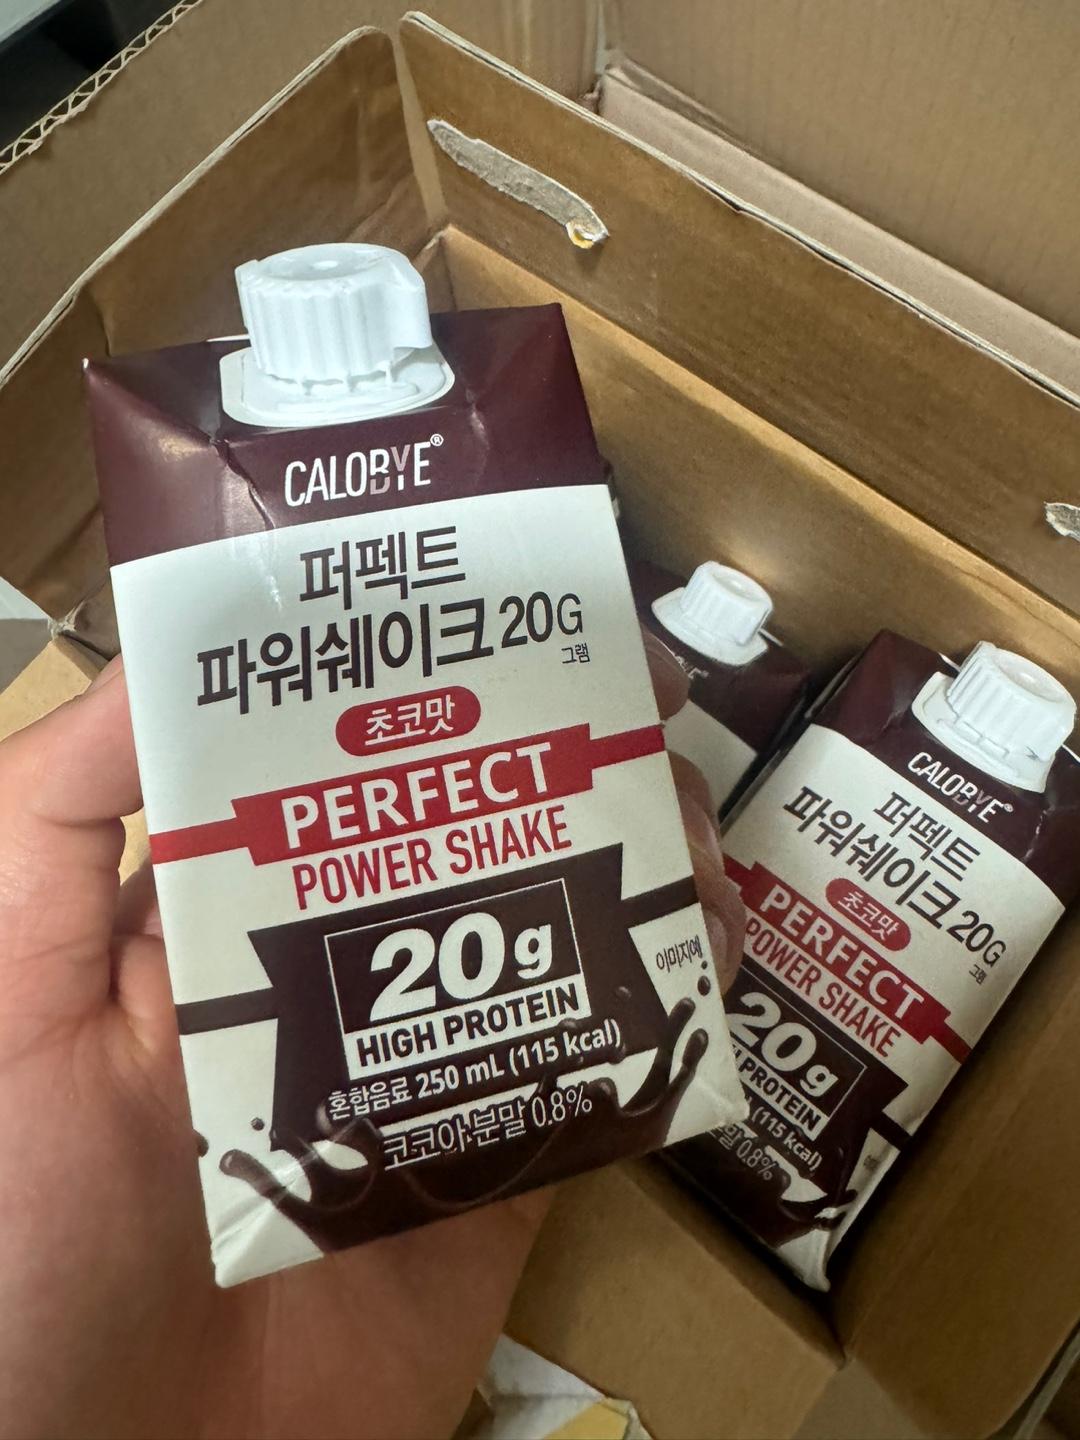 CALOBYE®
퍼펙트
파워쉐이크 20G
그램
초코맛
PERFECT
POWER SHAKE
20g
HIGH PROTEIN
혼합음료 250 mL (115 kcal)
코코아분말 0.8%
이미지예
CALOBYE®
퍼펙트
파워쉐이크 20G
그램
초코맛
PERFECT
POWER SHAKE
20g
PROTEIN
(115 kcal)
0.8%